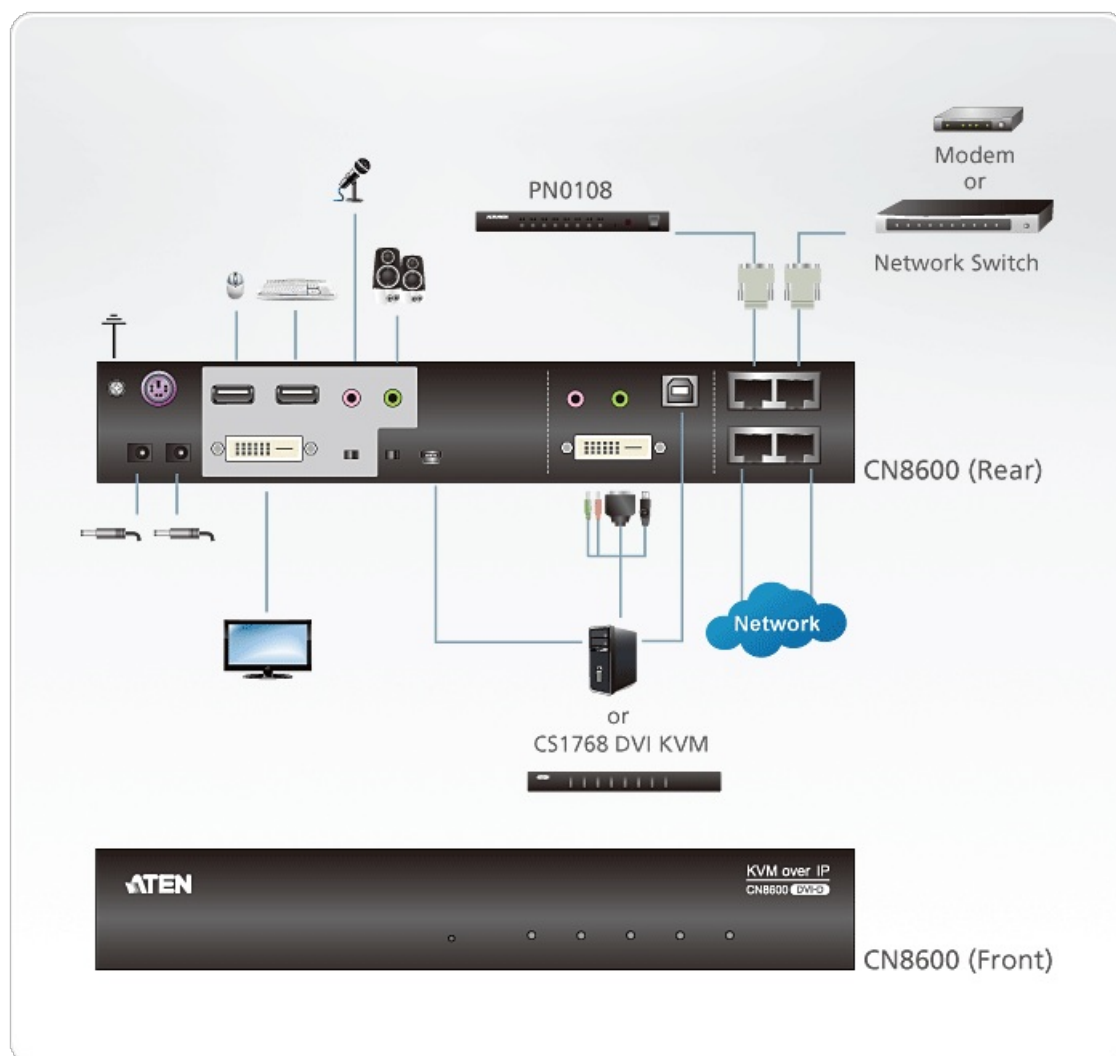 Modem
or
Network Switch
PN0108
CN8600 (Rear)
Network
or
CS1768 DVI KVM
ATEN
KVM over IP
CN8600 DVI-D
CN8600 (Front)